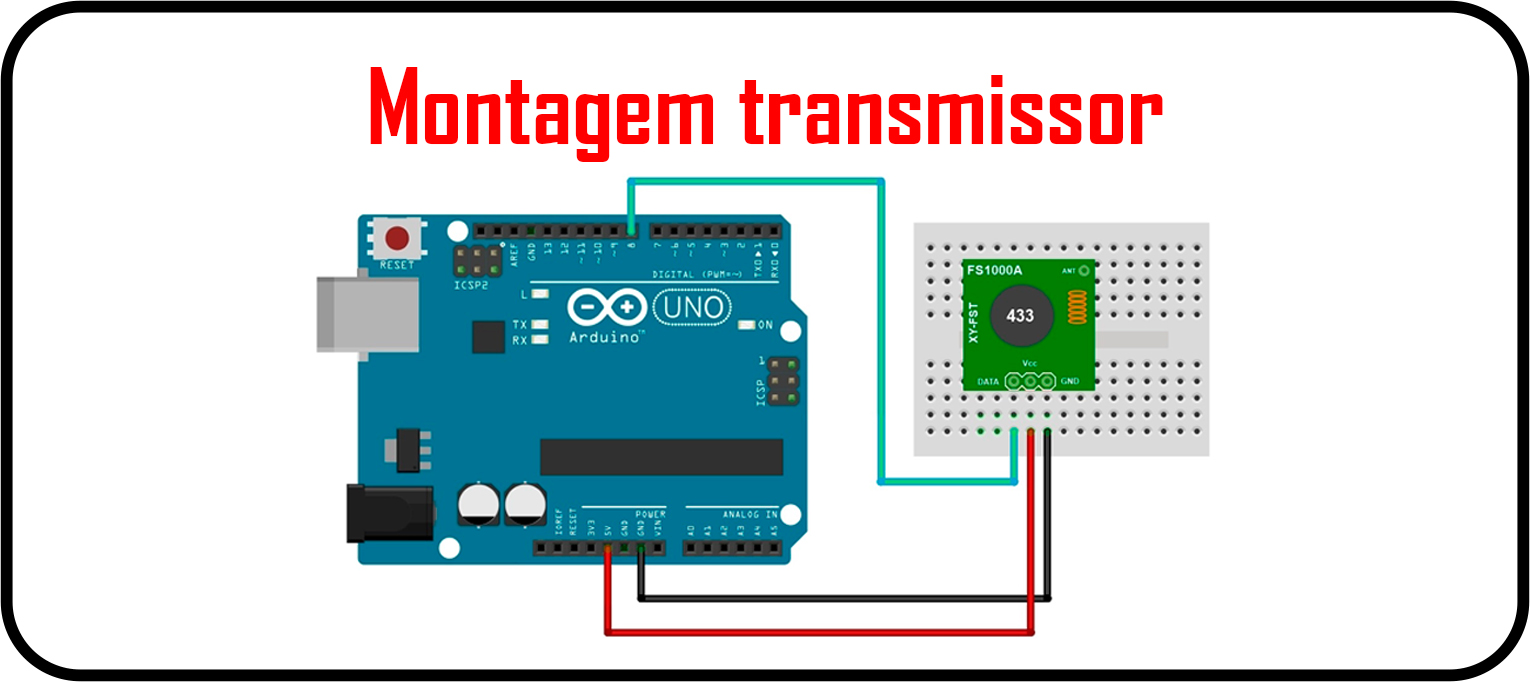 Montagem transmissor
RESET
ICSP2
AREF
GND
13
12
~11
~10
~9
8
7
~6
~5
4
~3
2
TX0▶1
RX0◀0
DIGITAL (PWM=~)
L
TX
RX
Arduino™
UNO
ON
1
ICSP
IOREF
RESET
3V3
5V
GND
GND
VIN
POWER
ANALOG IN
A0
A1
A2
A3
A4
A5
FS1000A
ANT
XY-FST
433
Vcc
DATA
GND